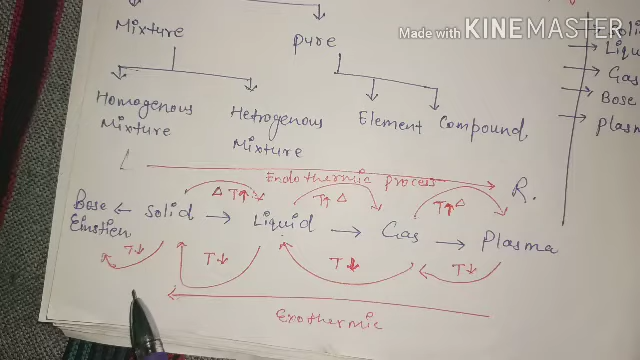 Made with KINEMASTER
Mixture
pure
Solid
Liqu
Gas
Bose
Plasm
Homogenous
Mixture
Hetrogenous
Mixture
Element
Compound
L
Endothermic process
R.
Δ T↑
T↑ Δ
T↑ Δ
Bose
Einstien
Solid
Liquid
Gas
Plasma
T↓
T↓
T↓
T↓
Exothermic